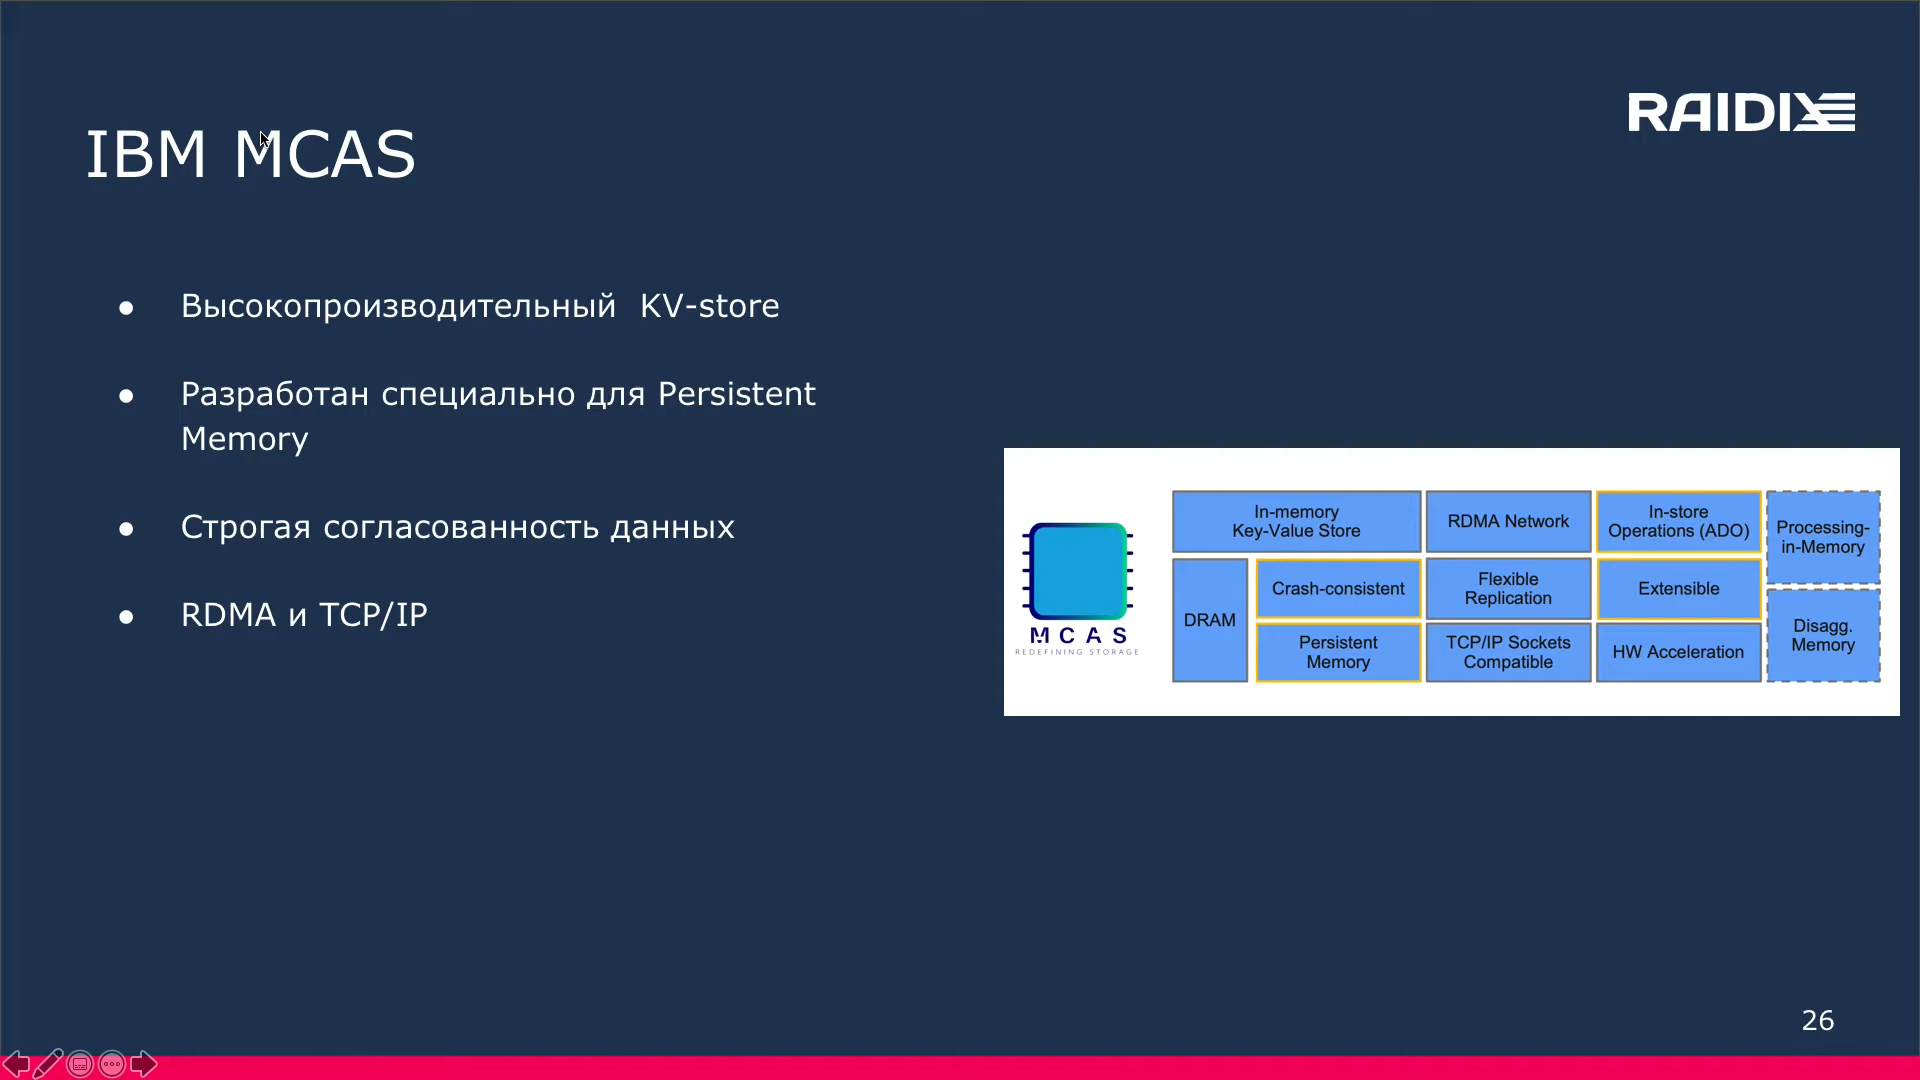 RAIDIX
IBM MCAS
● Высокопроизводительный  KV-store
● Разработан специально для Persistent
Memory
● Строгая согласованность данных
● RDMA и TCP/IP
MCAS
REDEFINING STORAGE
In-memory
Key-Value Store
RDMA Network
In-store
Operations (ADO)
Processing-
in-Memory
DRAM
Crash-consistent
Flexible
Replication
Extensible
Persistent
Memory
TCP/IP Sockets
Compatible
HW Acceleration
Disagg.
Memory
26